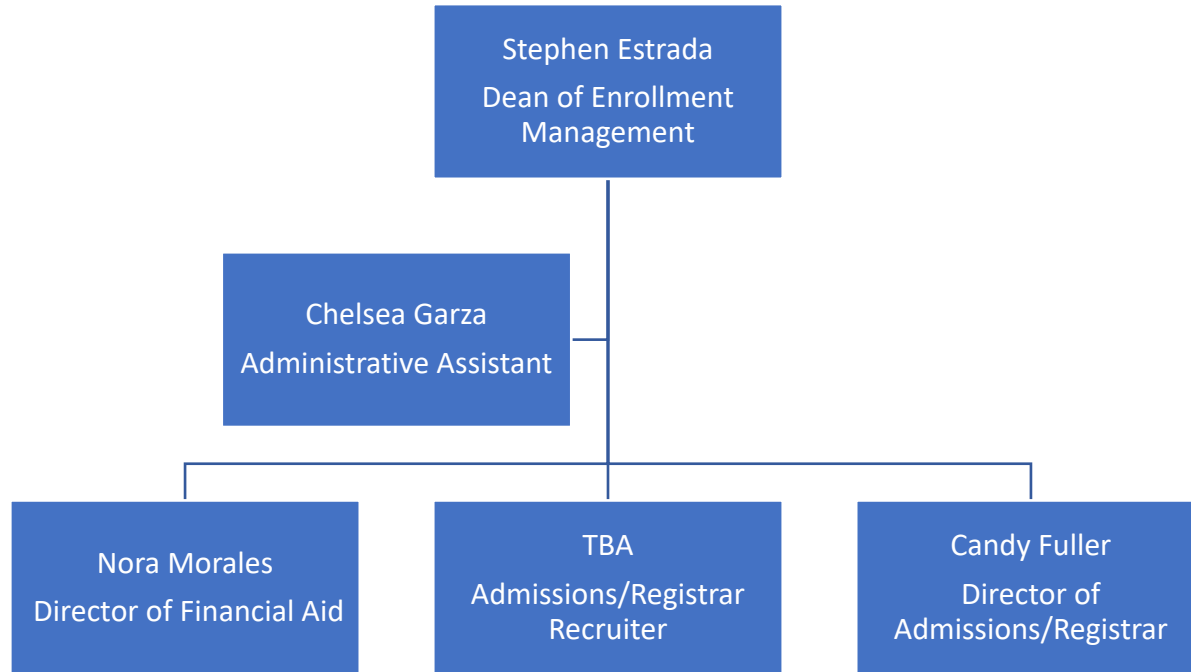 Stephen Estrada
Dean of Enrollment
Management
Chelsea Garza
Administrative Assistant
Nora Morales
Director of Financial Aid
TBA
Admissions/Registrar
Recruiter
Candy Fuller
Director of
Admissions/Registrar